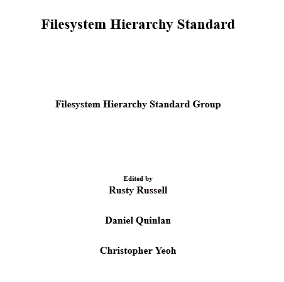 Filesystem Hierarchy Standard
Filesystem Hierarchy Standard Group
Edited by
Rusty Russell
Daniel Quinlan
Christopher Yeoh